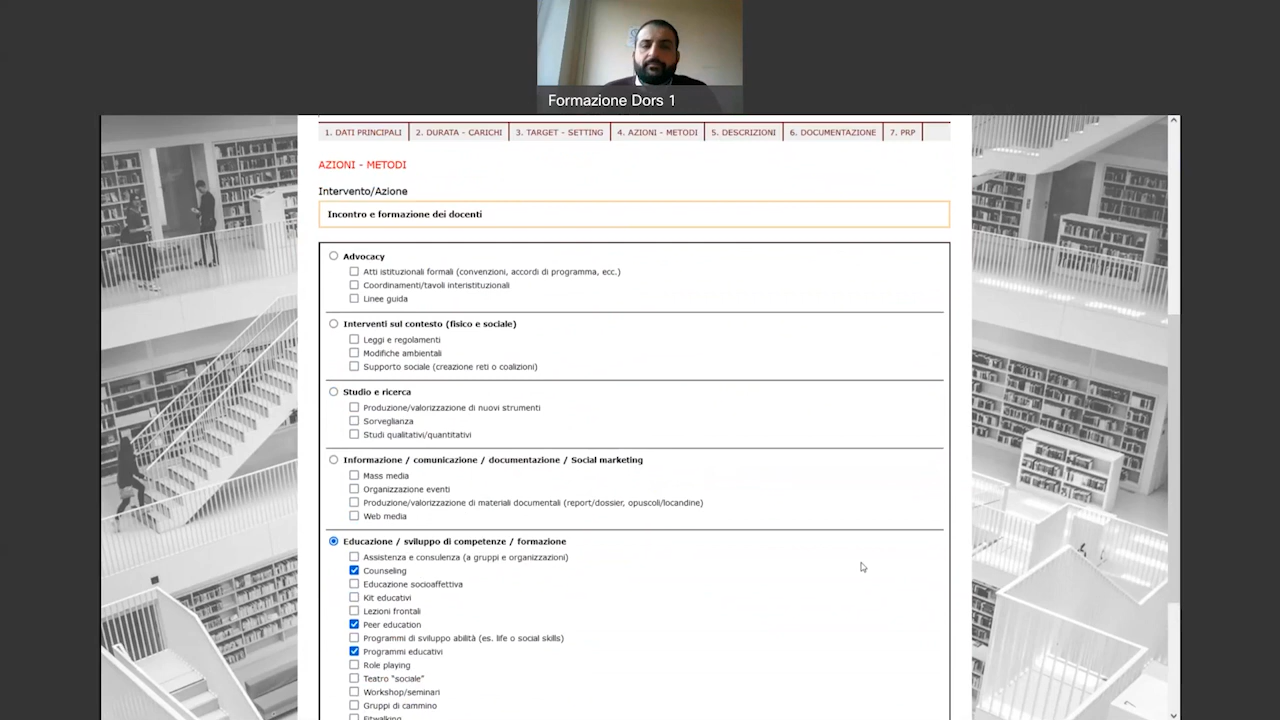 Formazione Dors 1
1. DATI PRINCIPALI 2. DURATA - CARICHI 3. TARGET - SETTING 4. AZIONI - METODI 5. DESCRIZIONI 6. DOCUMENTAZIONE 7. PRP
AZIONI - METODI
Intervento/Azione
Incontro e formazione dei docenti
Advocacy
Atti istituzionali formali (convenzioni, accordi di programma, ecc.)
Coordinamenti/tavoli interistituzionali
Linee guida
Interventi sul contesto (fisico e sociale)
Leggi e regolamenti
Modifiche ambientali
Supporto sociale (creazione reti o coalizioni)
Studio e ricerca
Produzione/valorizzazione di nuovi strumenti
Sorveglianza
Studi qualitativi/quantitativi
Informazione / comunicazione / documentazione / Social marketing
Mass media
Organizzazione eventi
Produzione/valorizzazione di materiali documentali (report/dossier, opuscoli/locandine)
Web media
Educazione / sviluppo di competenze / formazione
Assistenza e consulenza (a gruppi e organizzazioni)
Counseling
Educazione socioaffettiva
Kit educativi
Lezioni frontali
Peer education
Programmi di sviluppo abilità (es. life o social skills)
Programmi educativi
Role playing
Teatro "sociale"
Workshop/seminari
Gruppi di cammino
Fitwalking